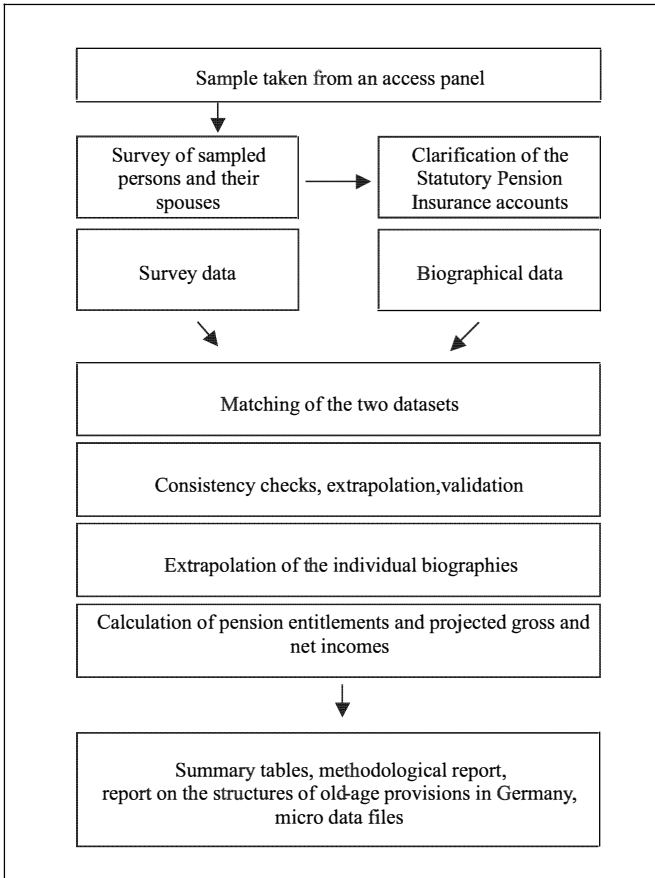 Sample taken from an access panel
Survey of sampled
persons and their
spouses
Clarification of the
Statutory Pension
Insurance accounts
Survey data
Biographical data
Matching of the two datasets
Consistency checks, extrapolation,validation
Extrapolation of the individual biographies
Calculation of pension entitlements and projected gross and
net incomes
Summary tables, methodological report,
report on the structures of old-age provisions in Germany,
micro data files